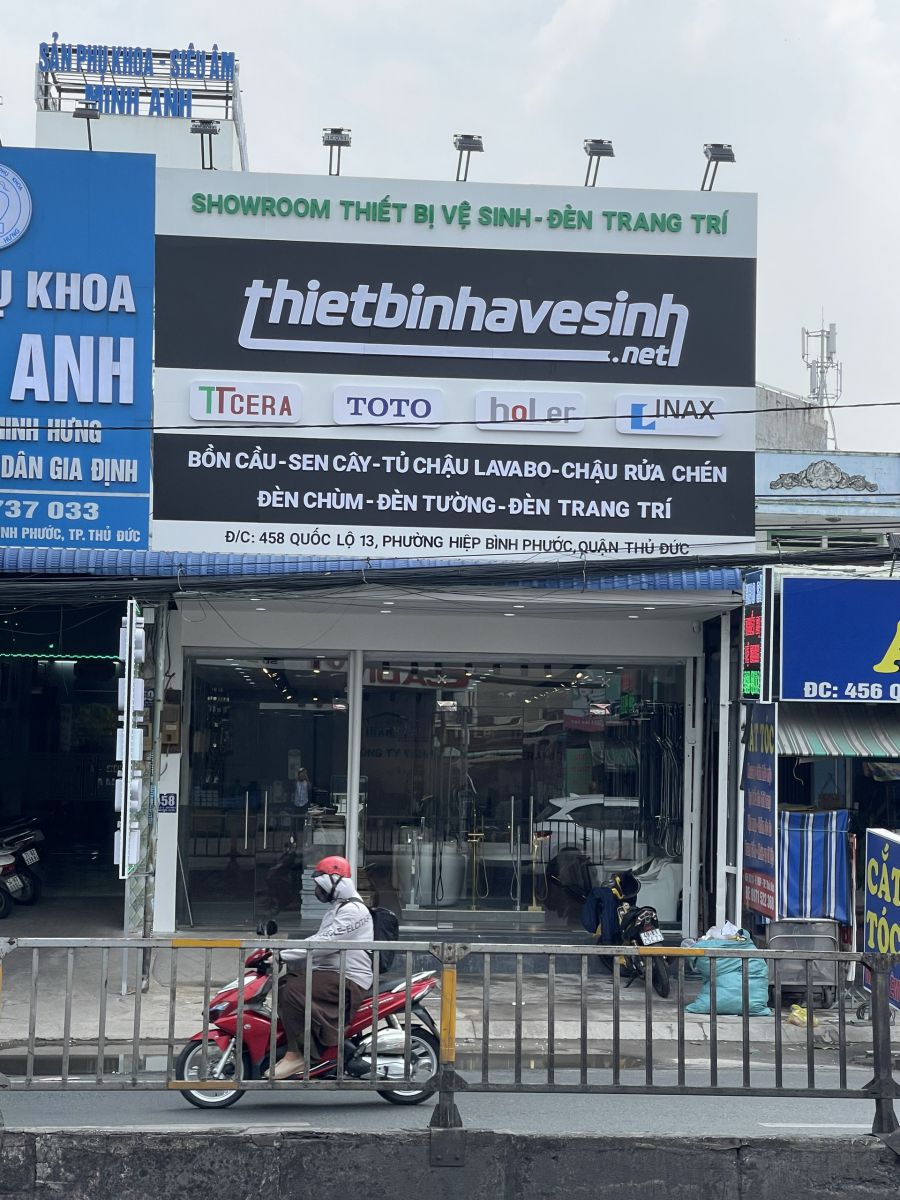 SẢN PHỤ KHOA - SIÊU ÂM
MINH ANH
KHOA
ANH
MINH HƯNG
DÂN GIA ĐỊNH
737 033
PHƯỚC, TP. THỦ ĐỨC
SHOWROOM THIẾT BỊ VỆ SINH - ĐÈN TRANG TRÍ
thietbinhavesinh
.net
TTCERA
TOTO
INAX
BỒN CẦU - SEN CÂY - TỦ CHẬU LAVABO - CHẬU RỬA CHÉN
ĐÈN CHÙM - ĐÈN TƯỜNG - ĐÈN TRANG TRÍ
Đ/C: 458 QUỐC LỘ 13, PHƯỜNG HIỆP BÌNH PHƯỚC, QUẬN THỦ ĐỨC
ĐC: 456 Q
CẮT TÓC
458
CẮT
TÓC